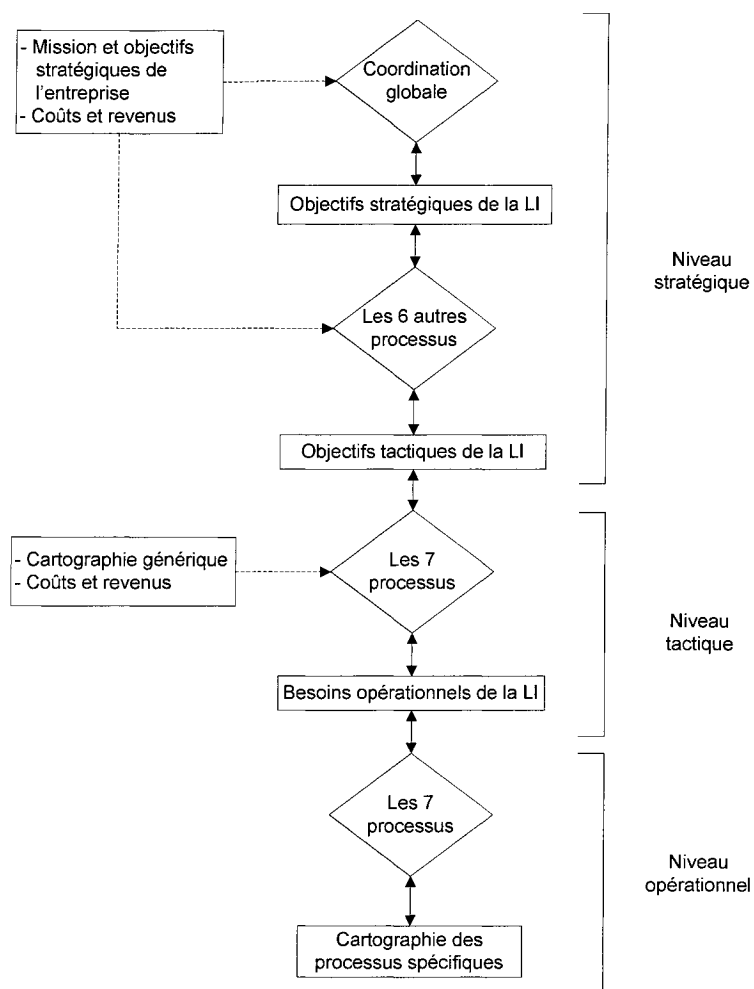 - Mission et objectifs
stratégiques de
l'entreprise
- Coûts et revenus
Coordination
globale
Objectifs stratégiques de la LI
Niveau
stratégique
Les 6 autres
processus
Objectifs tactiques de la LI
- Cartographie générique
- Coûts et revenus
Les 7
processus
Niveau
tactique
Besoins opérationnels de la LI
Les 7
processus
Niveau
opérationnel
Cartographie des
processus spécifiques